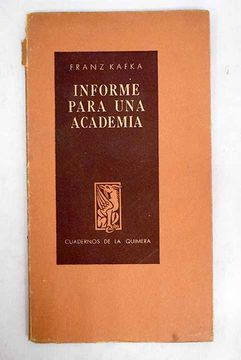 FRANZ KAFKA
INFORME
PARA UNA
ACADEMIA
CUADERNOS DE LA QUIMERA